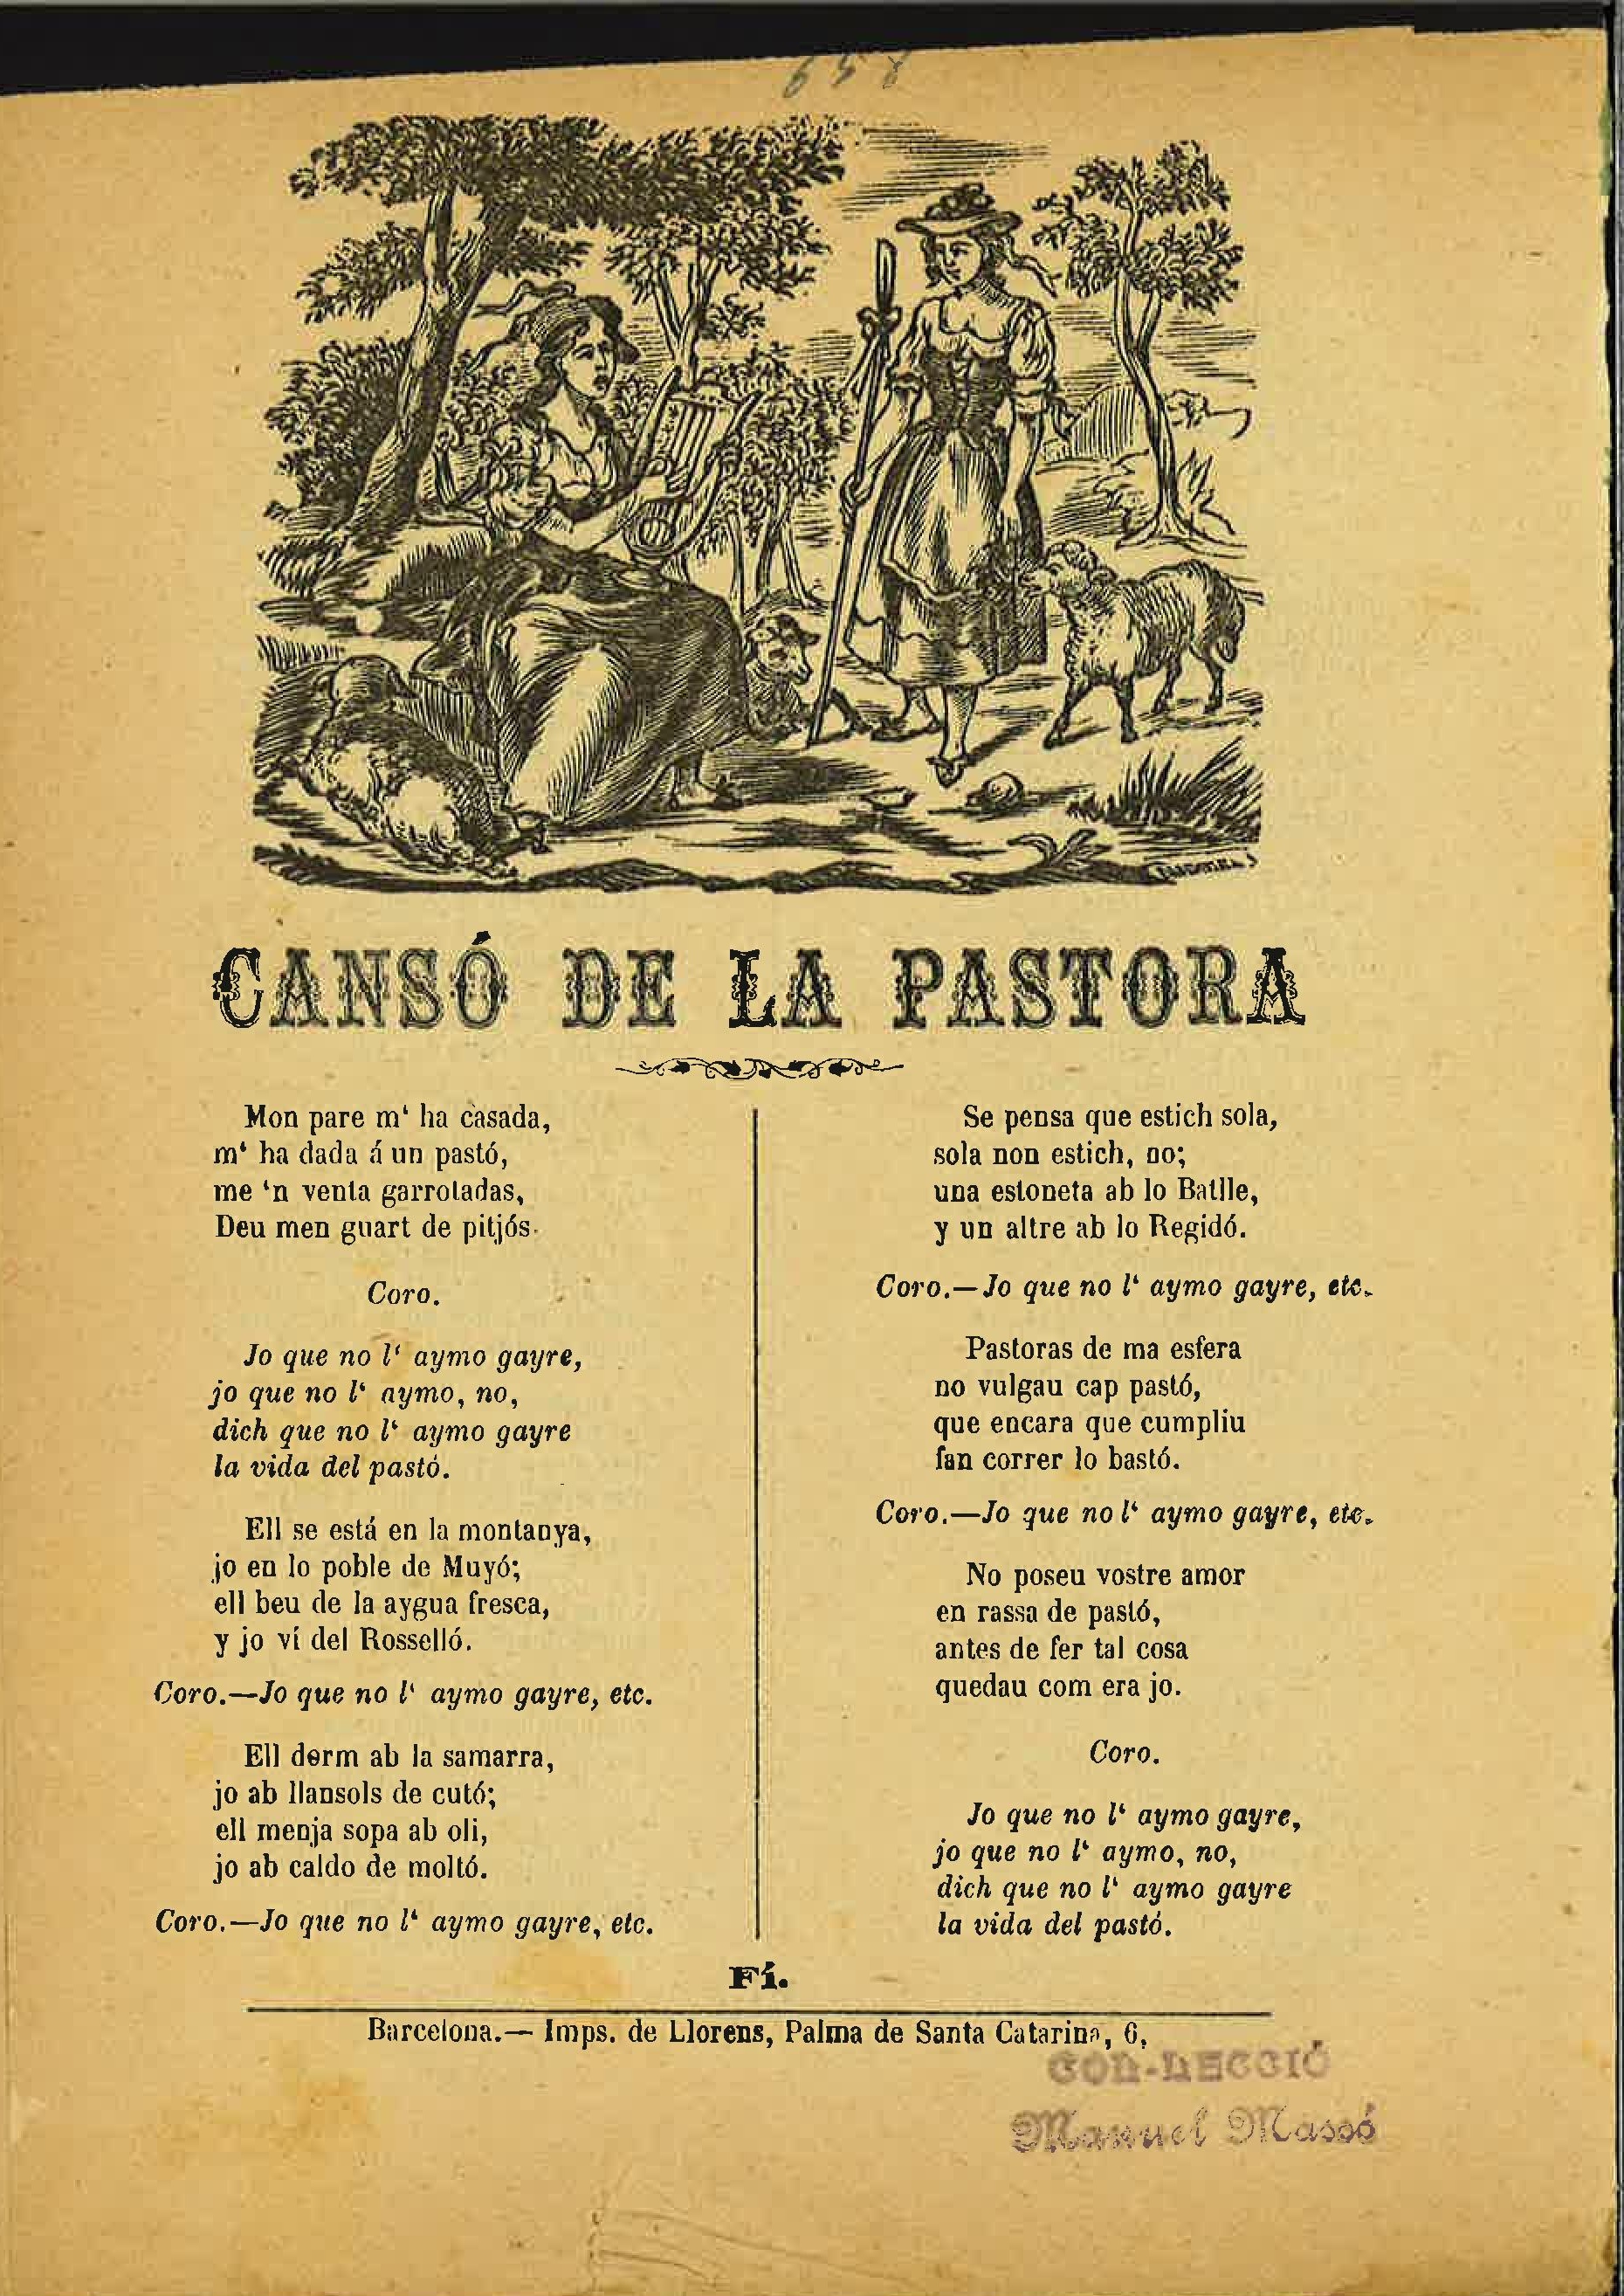 658
CANSÓ DE LA PASTORA
Mon pare m‘ ha casada,
m‘ ha dada á un pastó,
me ‘n venta garrotadas,
Deu men guart de pitjós.
Coro.
Jo que no l‘ aymo gayre,
jo que no l‘ aymo, no,
dich que no l‘ aymo gayre
la vida del pastó.
Ell se está en la montanya,
jo en lo poble de Muyó;
ell beu de la aygua fresca,
y jo ví del Rosselló.
Coro.—Jo que no l‘ aymo gayre, etc.
Ell dorm ab la samarra,
jo ab llansols de cutó;
ell menja sopa ab oli,
jo ab caldo de moltó.
Coro.—Jo que no l‘ aymo gayre, etc.
Se pensa que estich sola,
sola non estich, no;
una estoneta ab lo Batlle,
y un altre ab lo Regidó.
Coro.—Jo que no l‘ aymo gayre, etc.
Pastoras de ma esfera
no vulgau cap pastó,
que encara que cumpliu
fan correr lo bastó.
Coro.—Jo que no l‘ aymo gayre, etc.
No poseu vostre amor
en rassa de pastó,
antes de fer tal cosa
quedau com era jo.
Coro.
Jo que no l‘ aymo gayre,
jo que no l‘ aymo, no,
dich que no l‘ aymo gayre
la vida del pastó.
Fí.
Barcelona.— Imps. de Llorens, Palma de Santa Catarina, 6.
COL-LECCIÓ
Manuel Massó